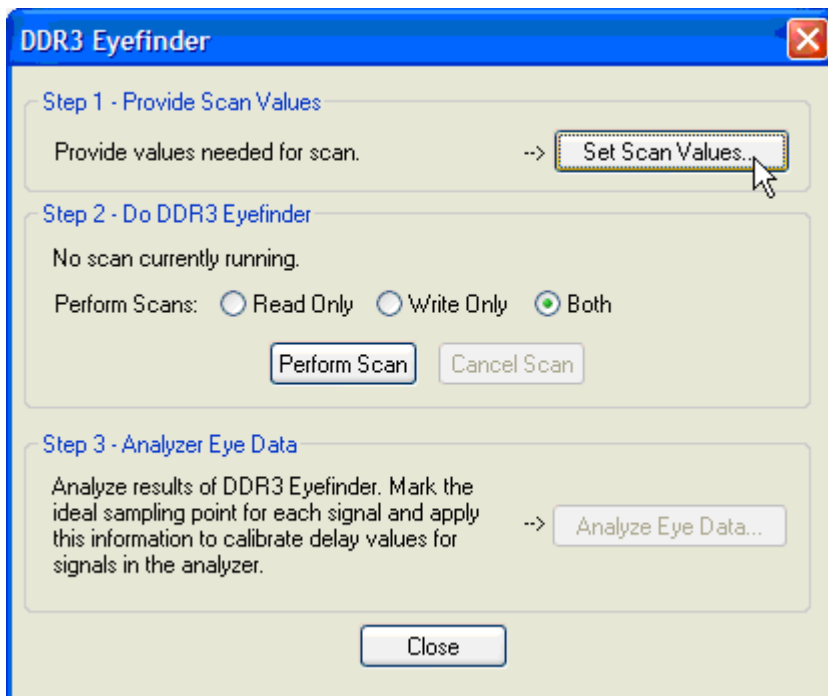 DDR3 Eyefinder
Step 1 - Provide Scan Values
Provide values needed for scan.
--> Set Scan Values...
Step 2 - Do DDR3 Eyefinder
No scan currently running.
Perform Scans: Read Only Write Only Both
Perform Scan Cancel Scan
Step 3 - Analyzer Eye Data
Analyze results of DDR3 Eyefinder. Mark the
ideal sampling point for each signal and apply
this information to calibrate delay values for
signals in the analyzer.
--> Analyze Eye Data...
Close